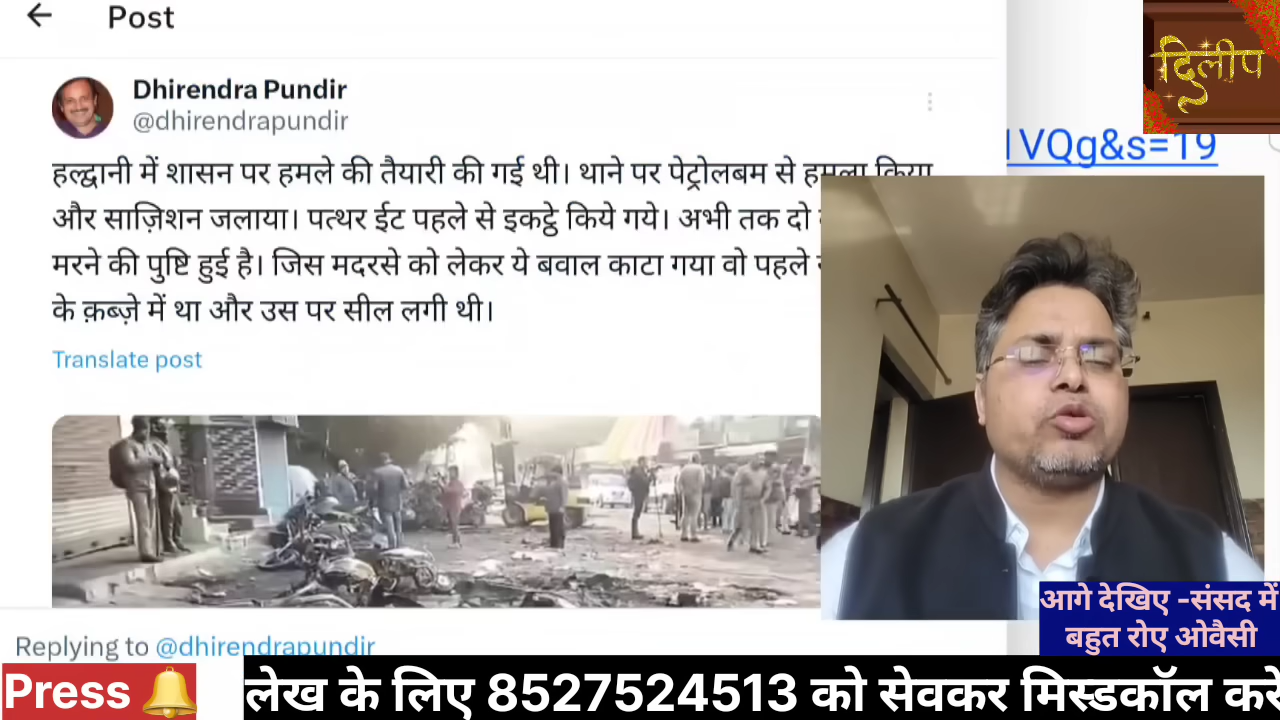 Post
Dhirendra Pundir
@dhirendrapundir
दिलीप
1VQg&s=19
हल्द्वानी में शासन पर हमले की तैयारी की गई थी। थाने पर पेट्रोलबम से हमला किया
और साज़िशन जलाया। पत्थर ईट पहले से इकट्ठे किये गये। अभी तक दो
मरने की पुष्टि हुई है। जिस मदरसे को लेकर ये बवाल काटा गया वो पहले
के क़ब्ज़े में था और उस पर सील लगी थी।
Translate post
Replying to @dhirendrapundir
आगे देखिए -संसद में
बहुत रोए ओवैसी
Press
लेख के लिए 8527524513 को सेवकर मिस्डकॉल करे